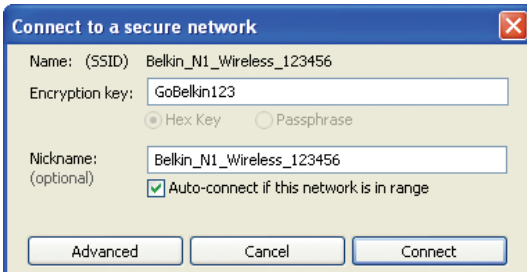 Connect to a secure network
Name: (SSID) Belkin_N1_Wireless_123456
Encryption key: GoBelkin123
Hex Key Passphrase
Nickname: Belkin_N1_Wireless_123456
(optional)
Auto-connect if this network is in range
Advanced Cancel Connect